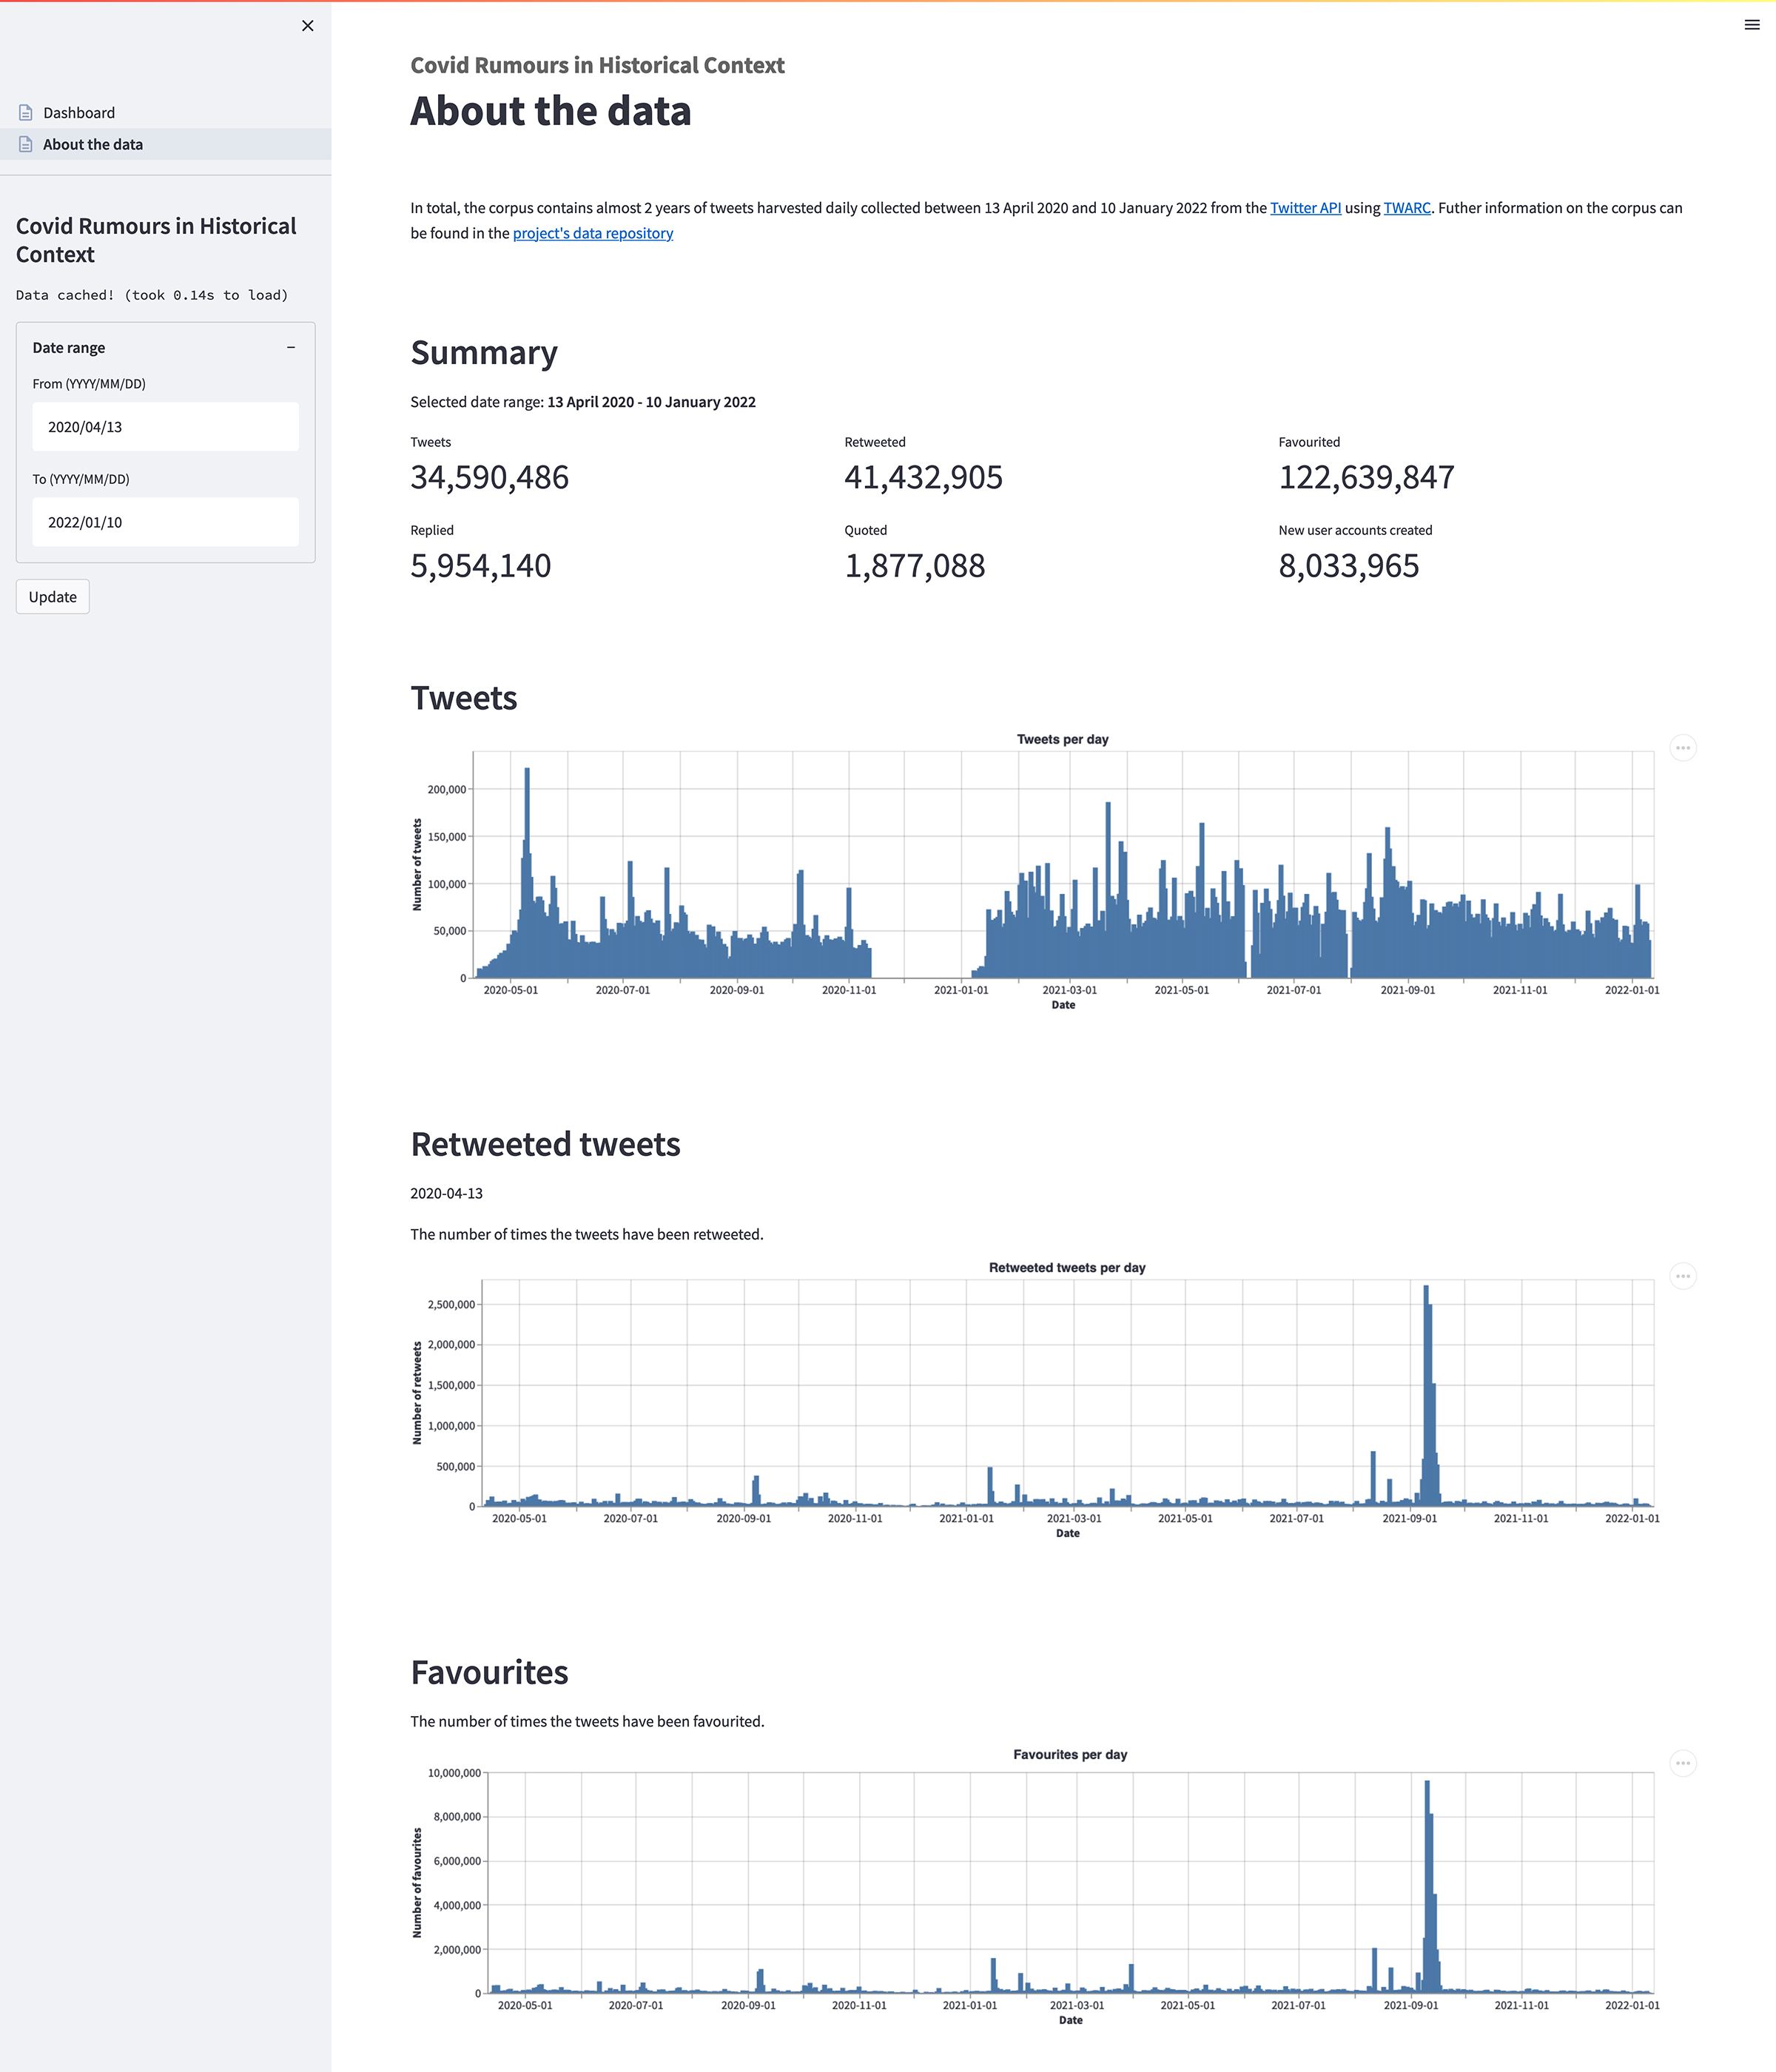 Dashboard
About the data
Covid Rumours in Historical
Context
Data cached! (took 0.14s to load)
Date range
From (YYYY/MM/DD)
2020/04/13
To (YYYY/MM/DD)
2022/01/10
Update
Covid Rumours in Historical Context
About the data
In total, the corpus contains almost 2 years of tweets harvested daily collected between 13 April 2020 and 10 January 2022 from the Twitter API using TWARC. Futher information on the corpus can
be found in the project's data repository
Summary
Selected date range: 13 April 2020 - 10 January 2022
Tweets Retweeted Favourited
34,590,486 41,432,905 122,639,847
Replied Quoted New user accounts created
5,954,140 1,877,088 8,033,965
Tweets
Tweets per day
Number of tweets
200,000
150,000
100,000
50,000
0
2020-05-01 2020-07-01 2020-09-01 2020-11-01 2021-01-01 2021-03-01 2021-05-01 2021-07-01 2021-09-01 2021-11-01 2022-01-01
Date
Retweeted tweets
2020-04-13
The number of times the tweets have been retweeted.
Retweeted tweets per day
Number of retweets
2,500,000
2,000,000
1,500,000
1,000,000
500,000
0
2020-05-01 2020-07-01 2020-09-01 2020-11-01 2021-01-01 2021-03-01 2021-05-01 2021-07-01 2021-09-01 2021-11-01 2022-01-01
Date
Favourites
The number of times the tweets have been favourited.
Favourites per day
Number of favourites
10,000,000
8,000,000
6,000,000
4,000,000
2,000,000
0
2020-05-01 2020-07-01 2020-09-01 2020-11-01 2021-01-01 2021-03-01 2021-05-01 2021-07-01 2021-09-01 2021-11-01 2022-01-01
Date